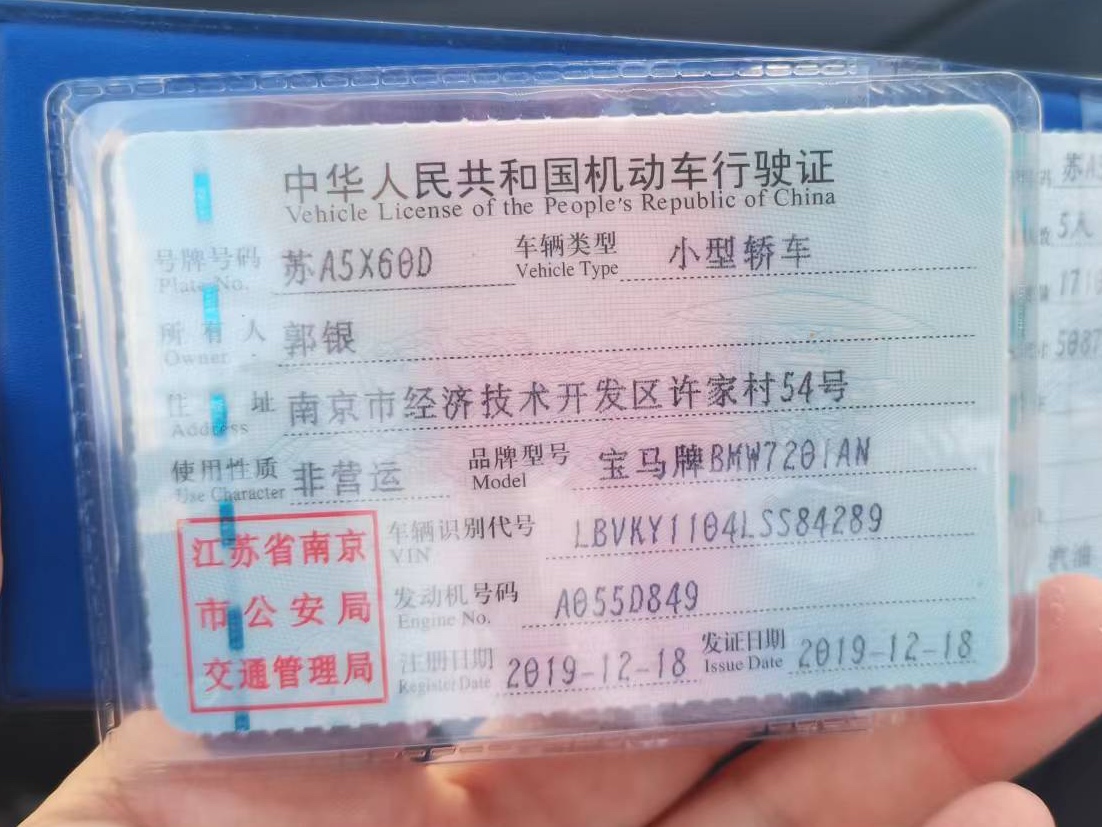 中华人民共和国机动车行驶证
Vehicle License of the People's Republic of China
号牌号码 苏A5X60D 车辆类型 小型轿车
Plate No. Vehicle Type
所有人 郭银
Owner
住址 南京市经济技术开发区许家村54号
Address
使用性质 非营运 品牌型号 宝马牌BMW7201AN
Use Character Model
江苏省南京
市公安局
交通管理局
车辆识别代号 LBVKY1104LSS84289
VIN
发动机号码 A055D849
Engine No.
注册日期 2019-12-18 发证日期 2019-12-18
Register Date Issue Date
苏A5
5人
5087
汽油